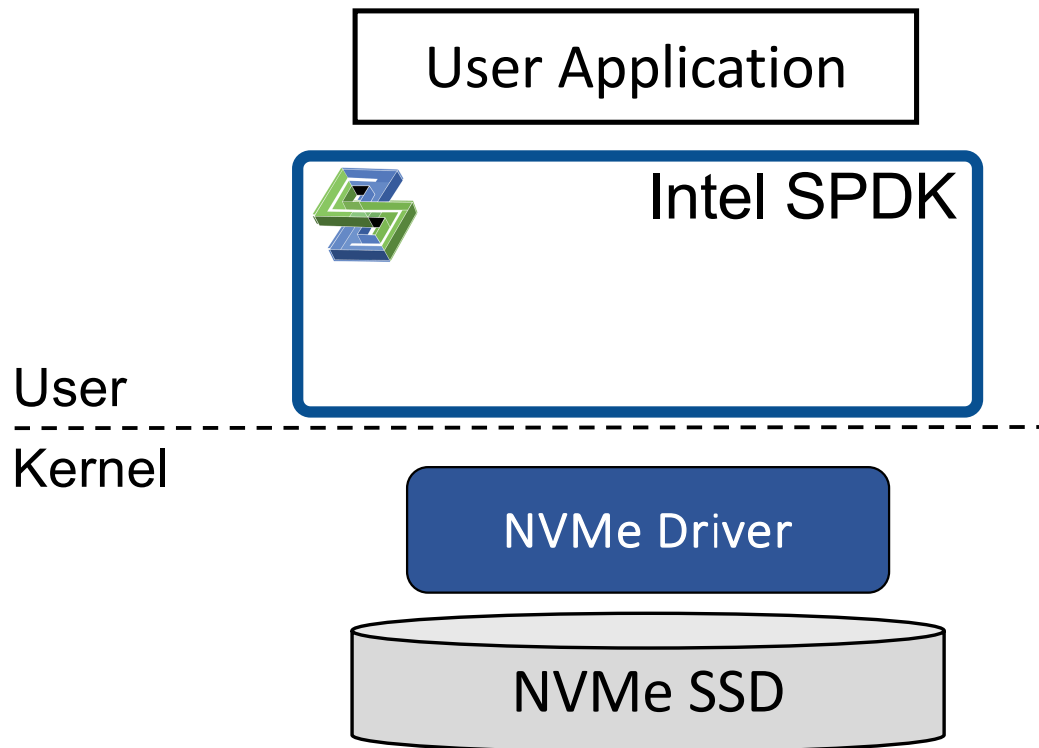 User Application
Intel SPDK
User
Kernel
NVMe Driver
NVMe SSD